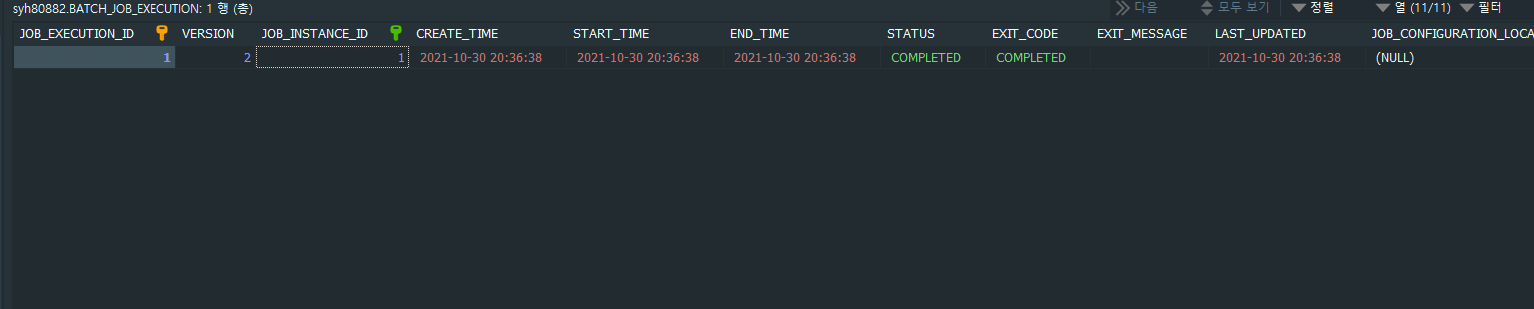 syh80882.BATCH_JOB_EXECUTION: 1 행 (총) 다음 모두 보기 정렬 열 (11/11) 필터
JOB_EXECUTION_ID VERSION JOB_INSTANCE_ID CREATE_TIME START_TIME END_TIME STATUS EXIT_CODE EXIT_MESSAGE LAST_UPDATED JOB_CONFIGURATION_LOCA
1 2 1 2021-10-30 20:36:38 2021-10-30 20:36:38 2021-10-30 20:36:38 COMPLETED COMPLETED 2021-10-30 20:36:38 (NULL)